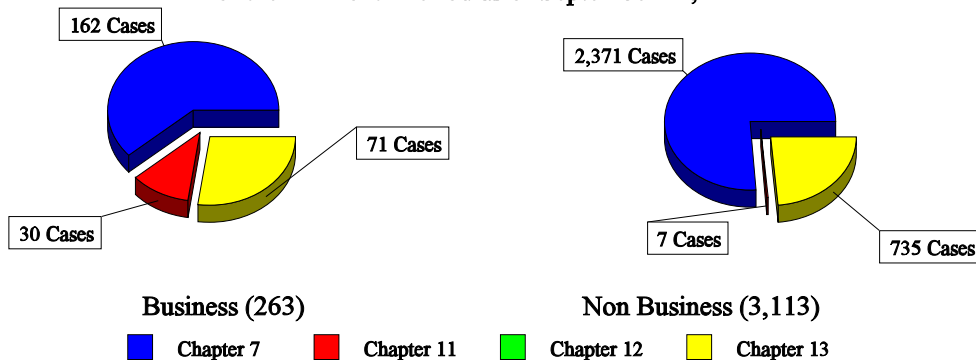 162 Cases
2,371 Cases
71 Cases
30 Cases
7 Cases
735 Cases
Business (263)
Non Business (3,113)
Chapter 7
Chapter 11
Chapter 12
Chapter 13